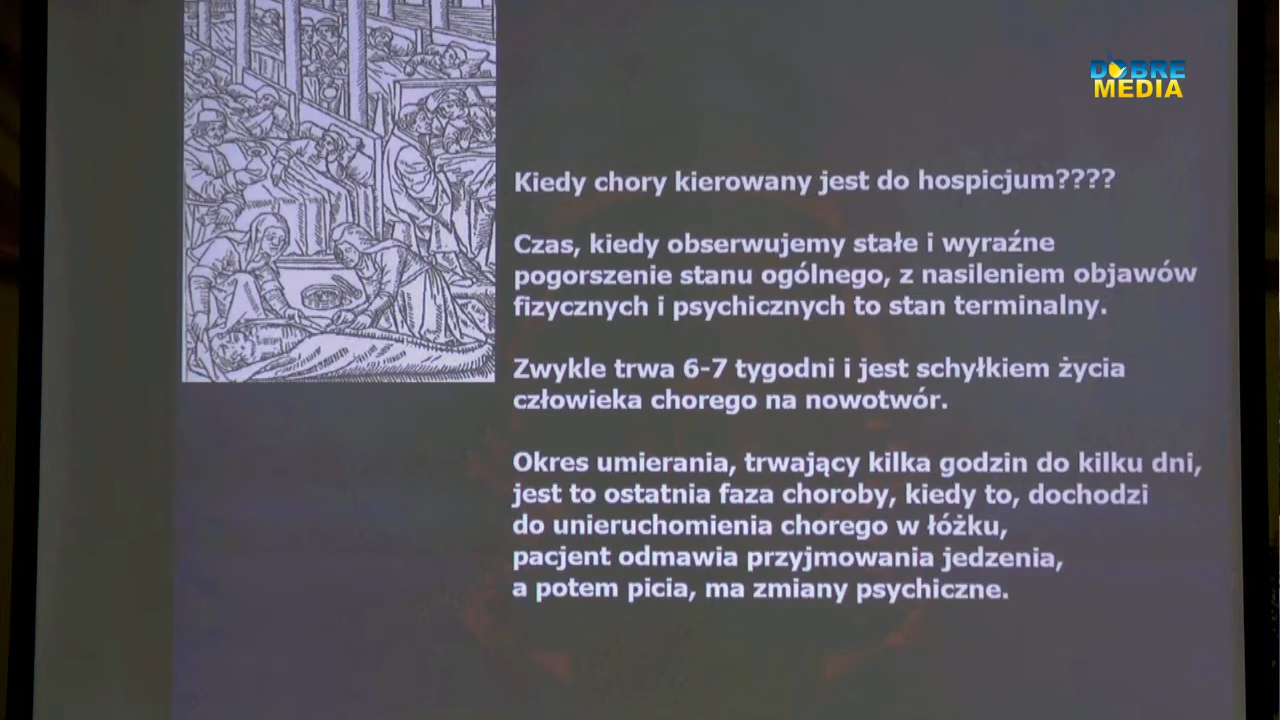 DOBRE
MEDIA
Kiedy chory kierowany jest do hospicjum????
Czas, kiedy obserwujemy stałe i wyraźne
pogorszenie stanu ogólnego, z nasileniem objawów
fizycznych i psychicznych to stan terminalny.
Zwykle trwa 6-7 tygodni i jest schyłkiem życia
człowieka chorego na nowotwór.
Okres umierania, trwający kilka godzin do kilku dni,
jest to ostatnia faza choroby, kiedy to, dochodzi
do unieruchomienia chorego w łóżku,
pacjent odmawia przyjmowania jedzenia,
a potem picia, ma zmiany psychiczne.